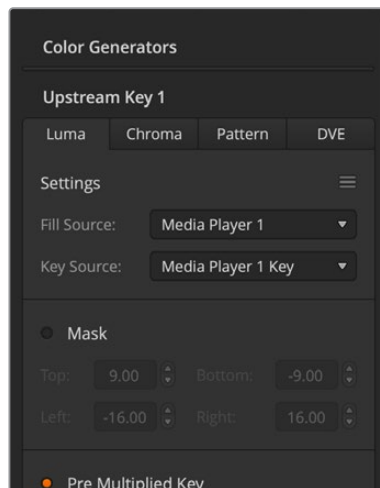 Color Generators
Upstream Key 1
Luma Chroma Pattern DVE
Settings
Fill Source: Media Player 1
Key Source: Media Player 1 Key
Mask
Top: 9.00 Bottom: -9.00
Left: -16.00 Right: 16.00
Pre Multiplied Key